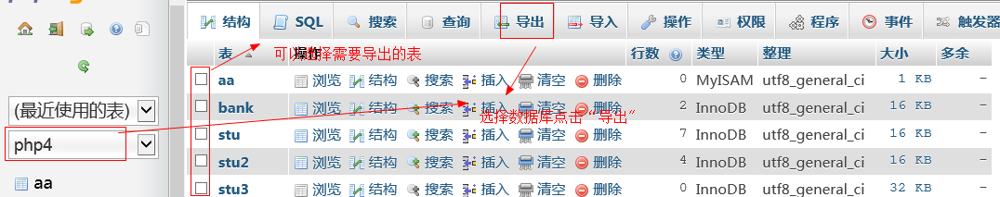 结构 SQL 搜索 查询 导出 导入 操作 权限 程序 事件 触发器
表 操作 行数 类型 整理 大小 多余
可以选择需要导出的表
aa 浏览 结构 搜索 插入 清空 删除 0 MyISAM utf8_general_ci 1 KB -
(最近使用的表)
bank 浏览 结构 搜索 插入 清空 删除 2 InnoDB utf8_general_ci 16 KB -
选择数据库点击“导出”
php4
stu 浏览 结构 搜索 插入 清空 删除 7 InnoDB utf8_general_ci 16 KB -
stu2 浏览 结构 搜索 插入 清空 删除 4 InnoDB utf8_general_ci 16 KB -
aa
stu3 浏览 结构 搜索 插入 清空 删除 0 InnoDB utf8_general_ci 32 KB -